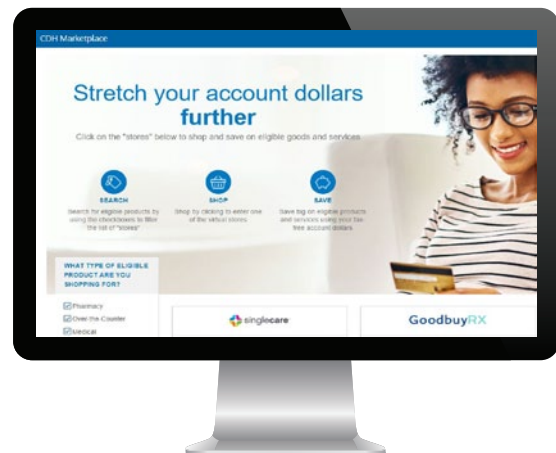 CDH Marketplace
Stretch your account dollars
further
Click on the "stores" below to shop and save on eligible goods and services.
SEARCH
Search for eligible products by
using the checkboxes to filter
the list of "stores"
SHOP
Shop by clicking to enter one
of the virtual stores
SAVE
Save big on eligible products
and services using your tax
free account dollars
WHAT TYPE OF ELIGIBLE
PRODUCT ARE YOU
SHOPPING FOR?
Pharmacy
Over the Counter
Medical
singlecare
GoodbuyRX